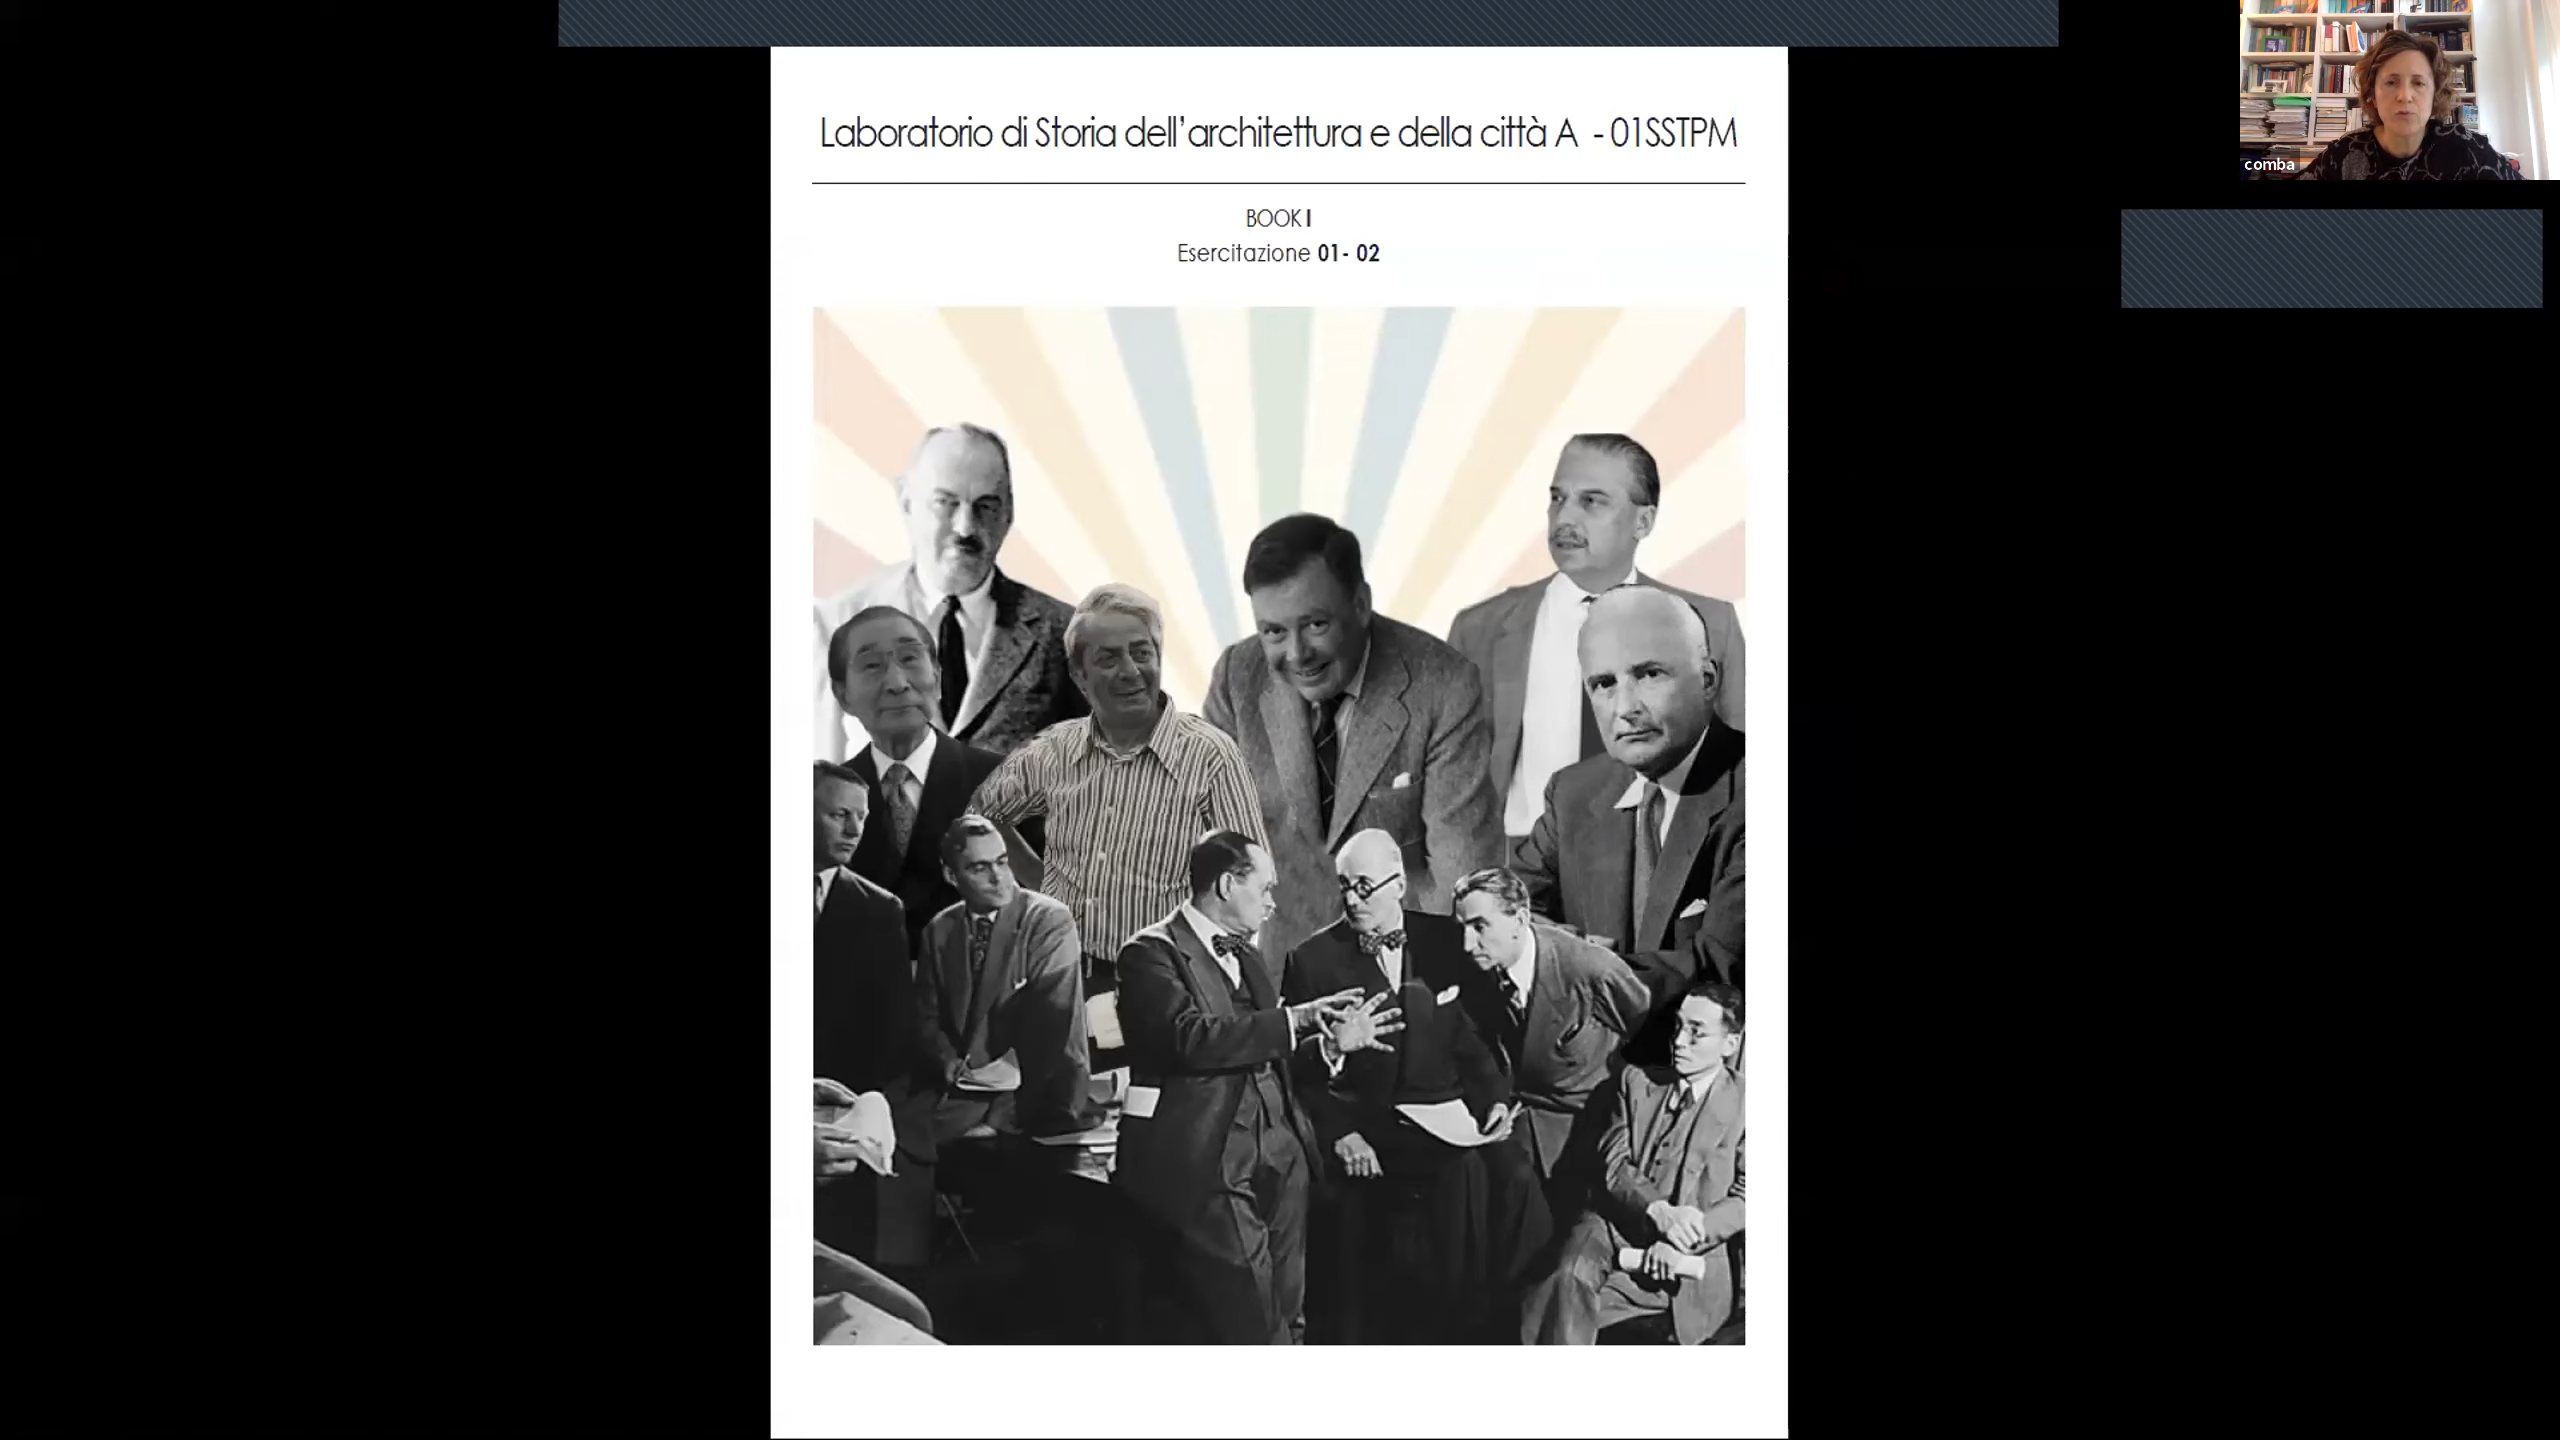 Laboratorio di Storia dell'architettura e della città A - 01SSTPM
BOOK I
Esercitazione 01- 02
comba